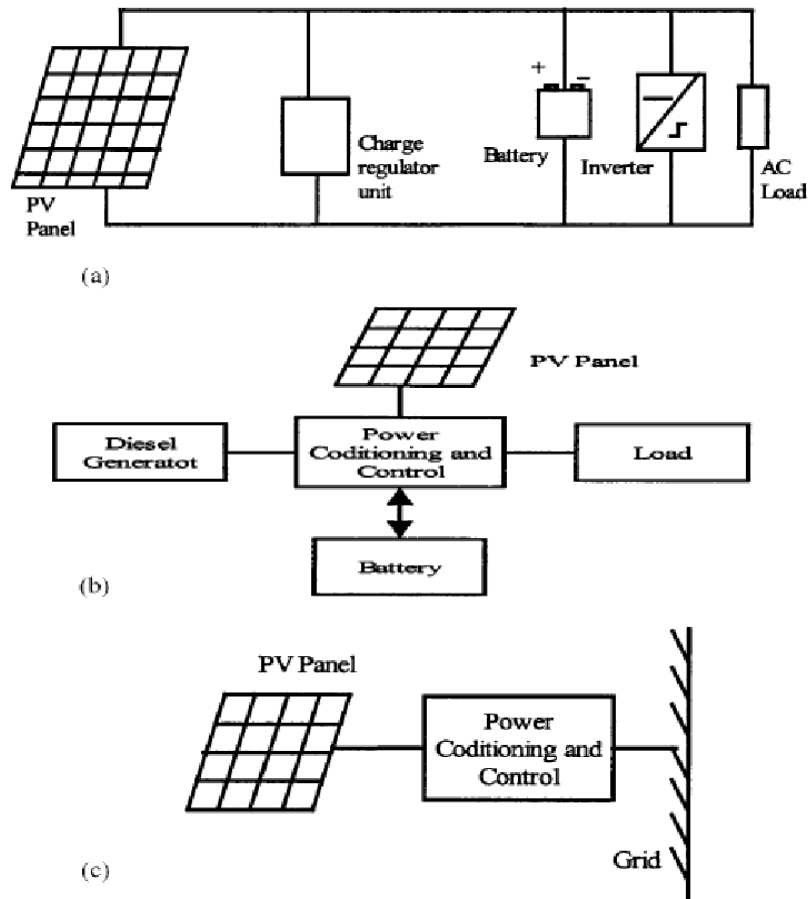 PV
Panel
Charge
regulator
unit
+
−
Battery
Inverter
AC
Load
(a)
PV Panel
Diesel
Generatot
Power
Coditioning and
Control
Load
Battery
(b)
PV Panel
Power
Coditioning and
Control
Grid
(c)